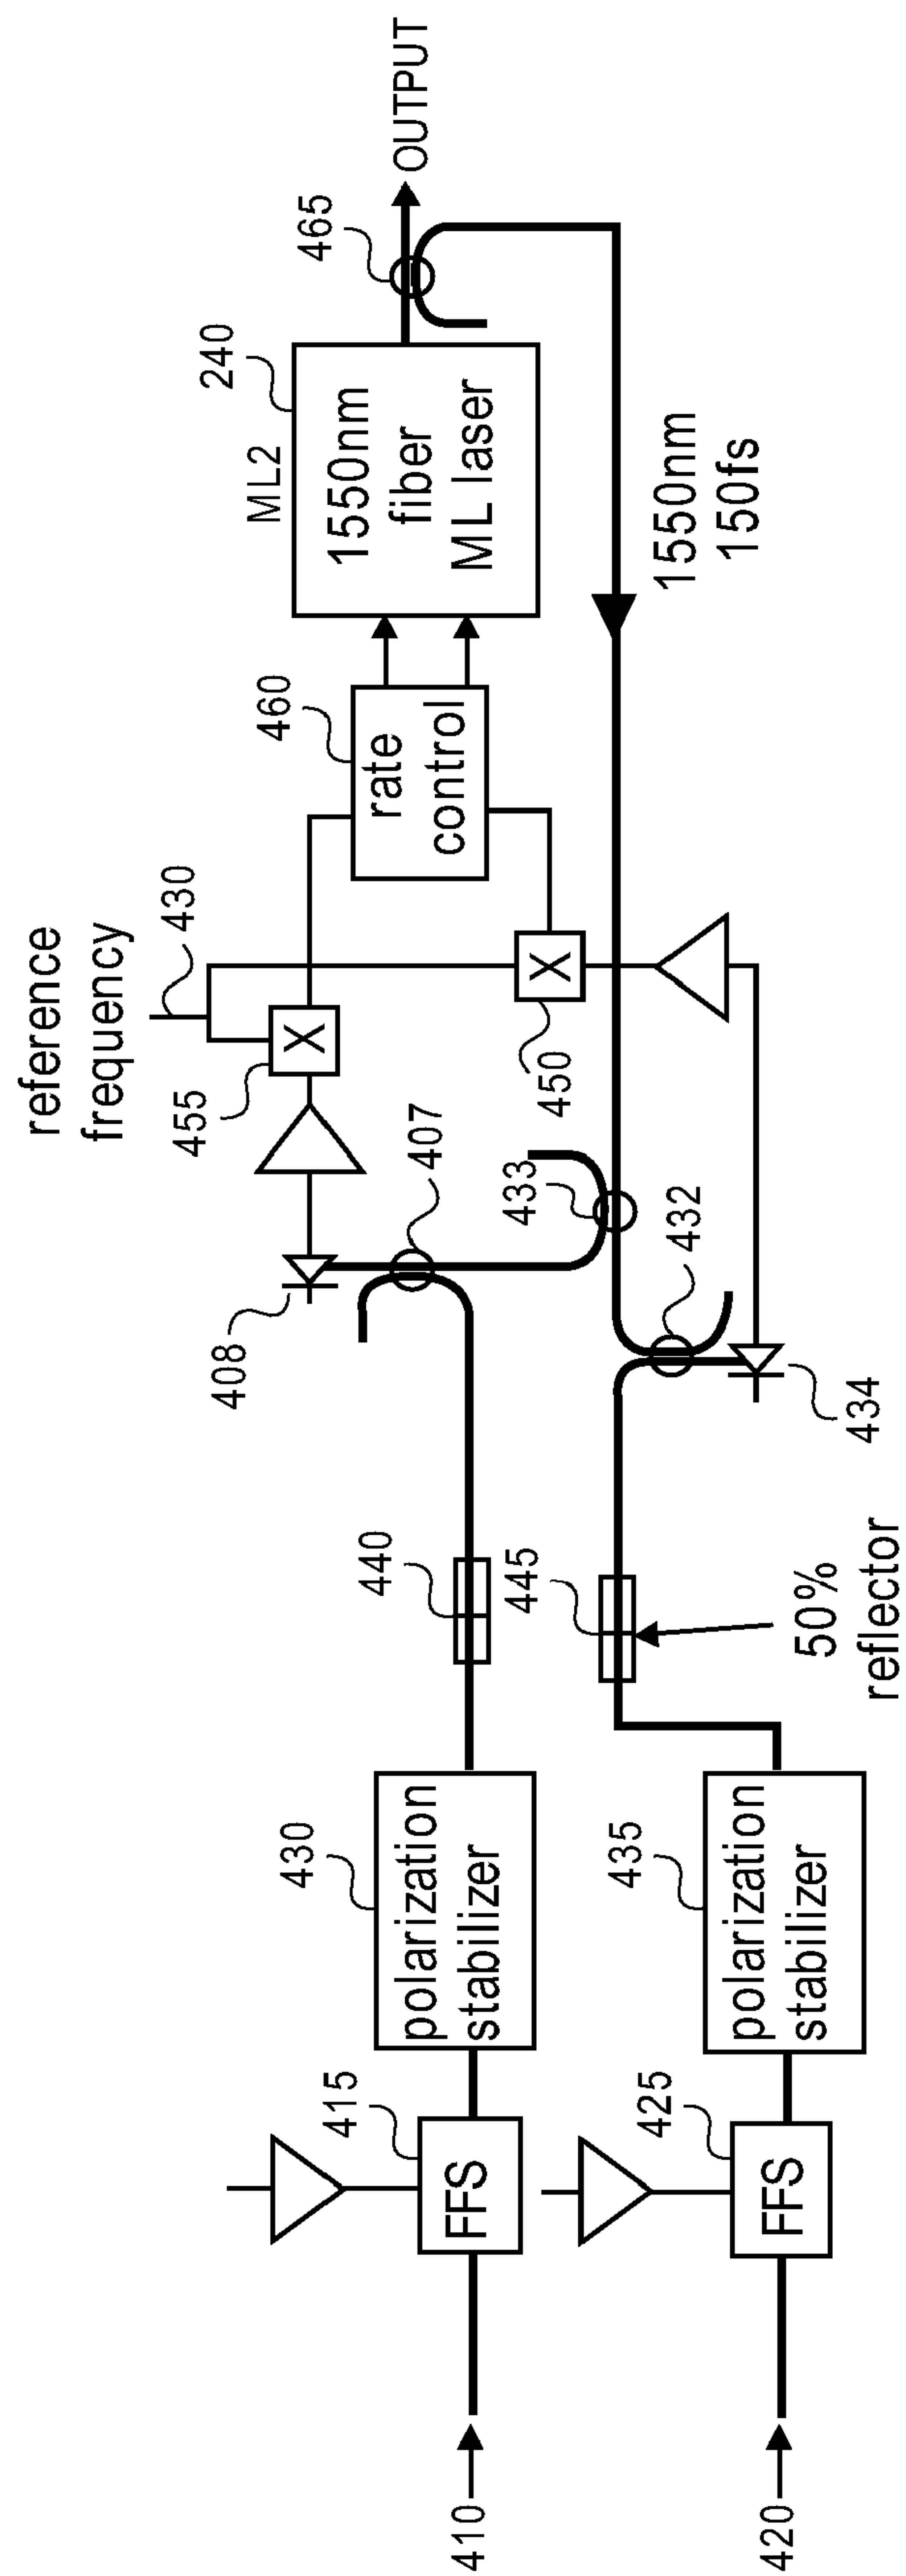 reference
frequency
430
455
408
407
433
432
434
450
460
rate
control
ML2
240
1550nm
fiber
ML laser
465
OUTPUT
1550nm
150fs
X
X
440
445
50%
reflector
430
polarization
stabilizer
435
polarization
stabilizer
415
FFS
425
FFS
410
420